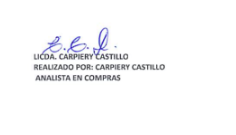 LICDA. CARPIERY CASTILLO
REALIZADO POR: CARPIERY CASTILLO
ANALISTA EN COMPRAS